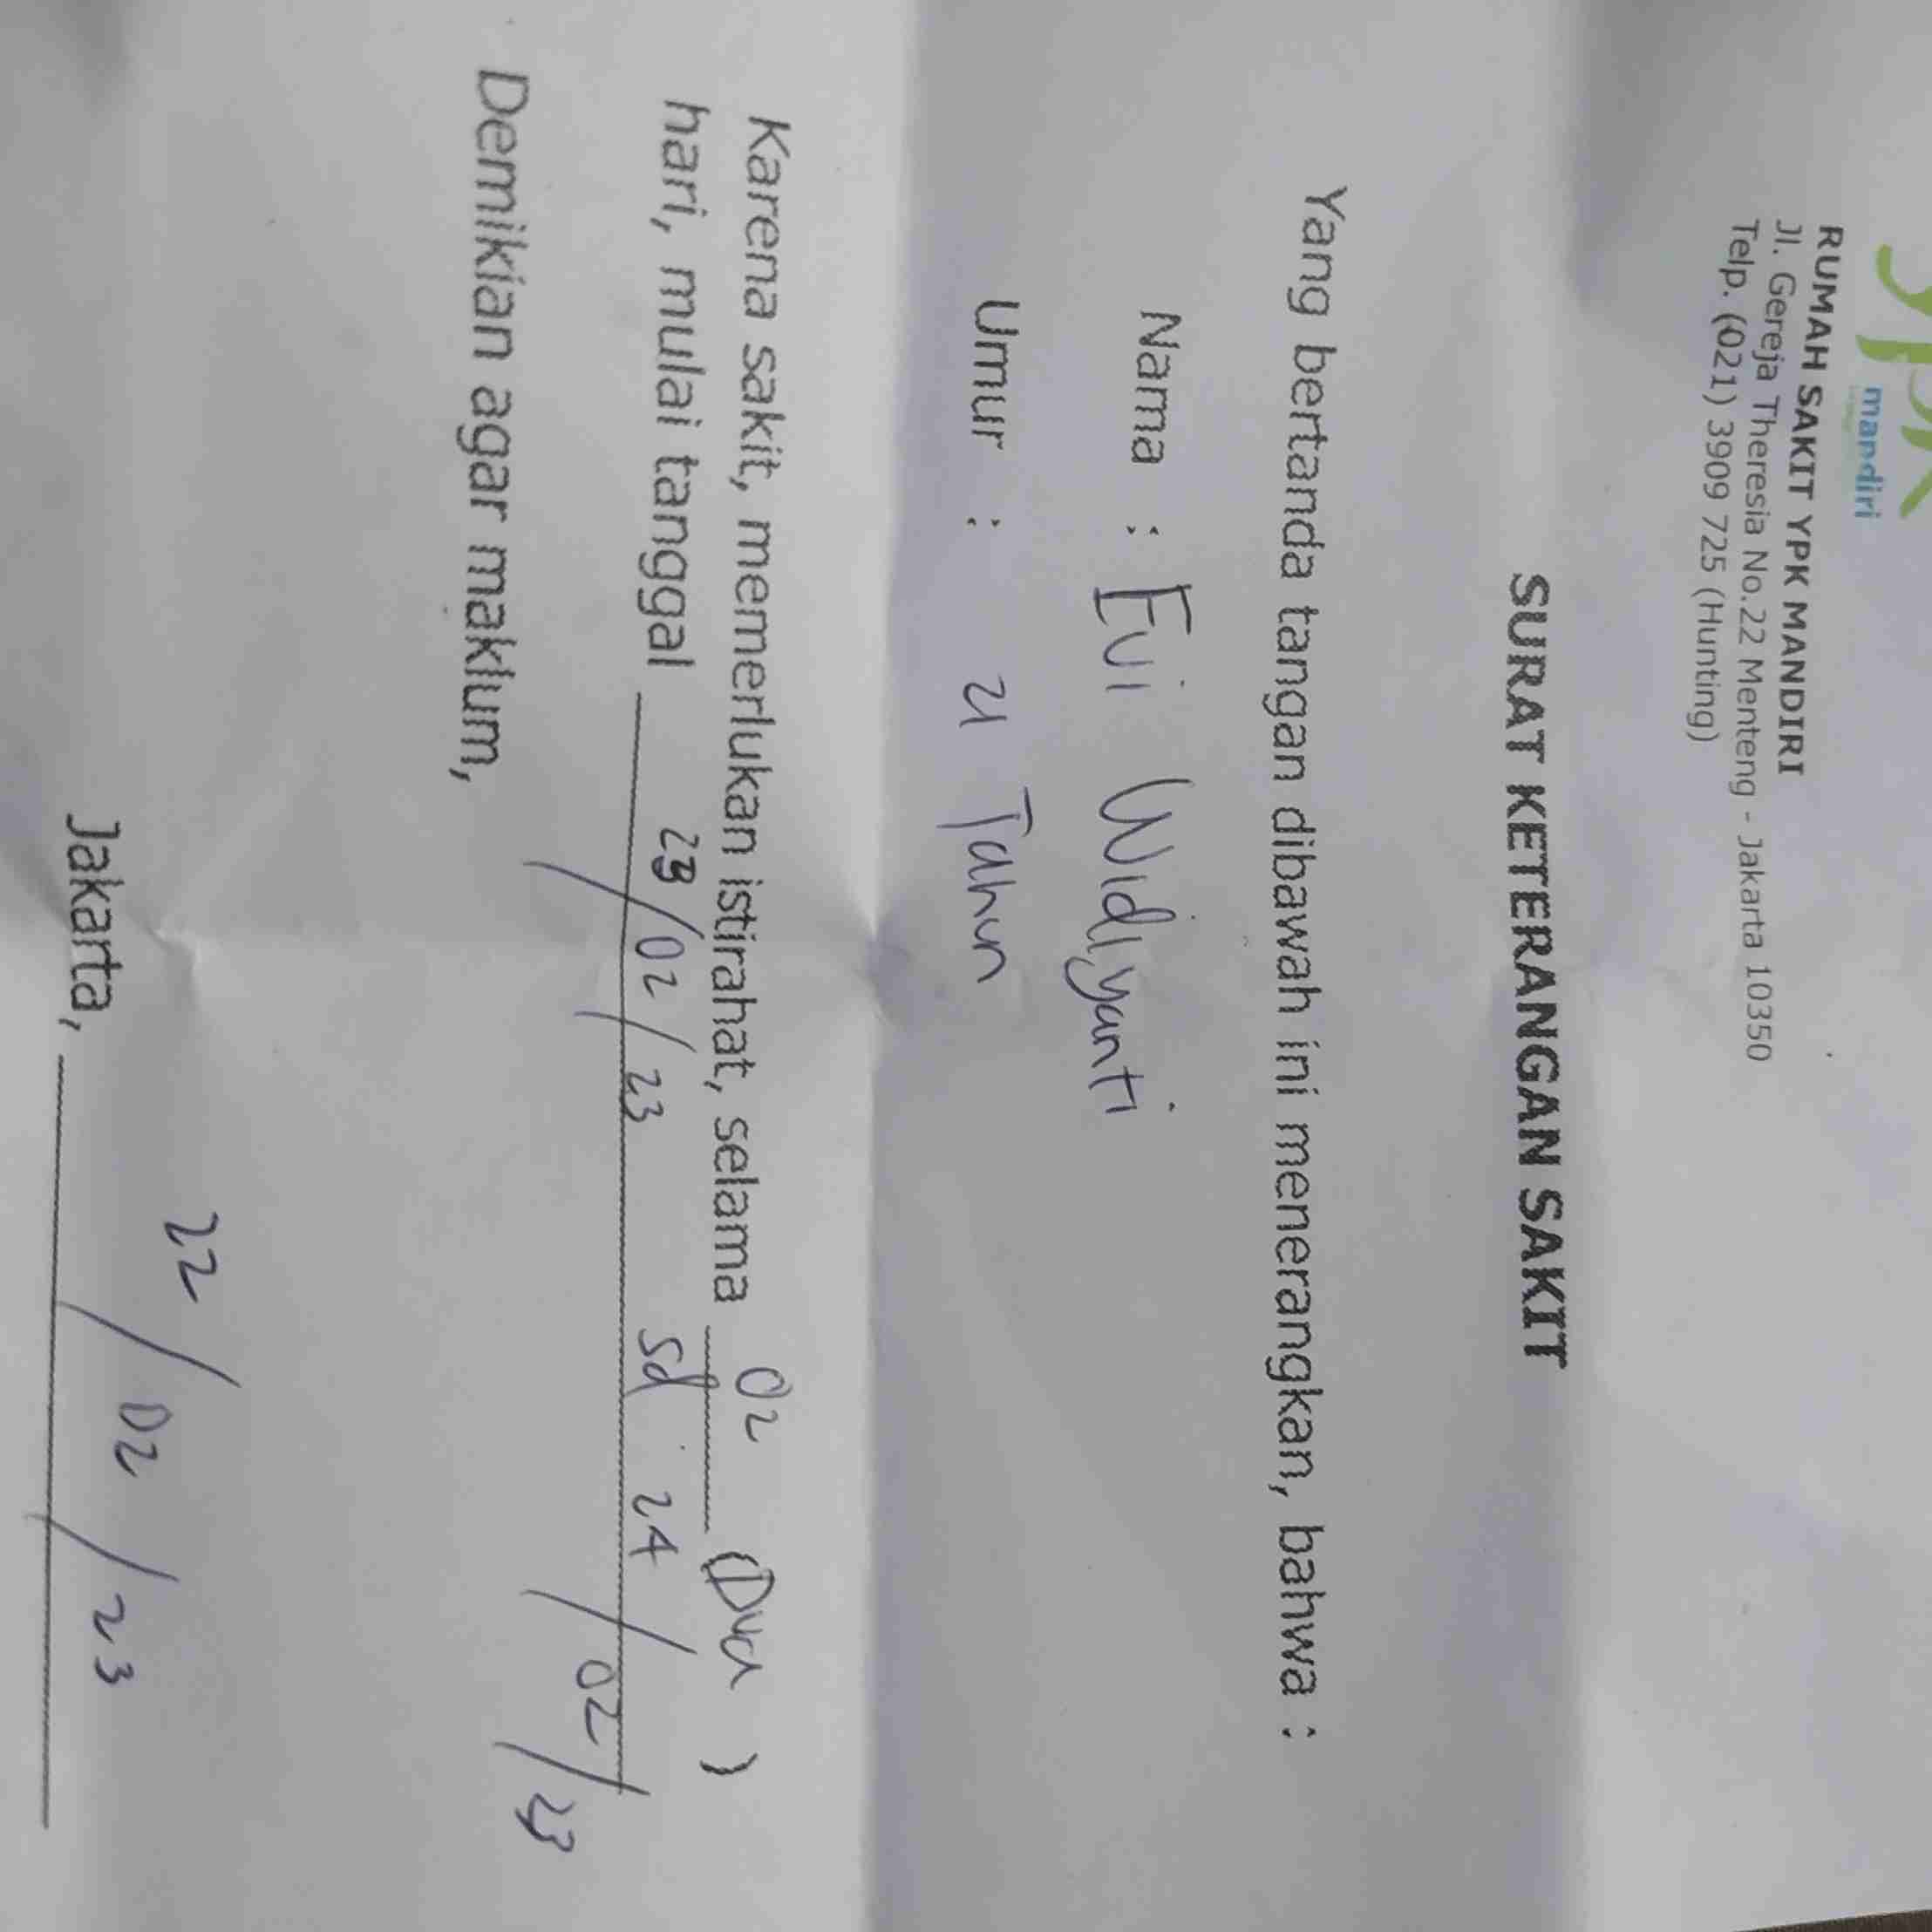 ypk
mandiri
RUMAH SAKIT YPK MANDIRI
Jl. Gereja Theresia No.22 Menteng - Jakarta 10350
Telp. (021) 3909 725 (Hunting)
SURAT KETERANGAN SAKIT
Yang bertanda tangan dibawah ini menerangkan, bahwa :
Nama : Evi Widiyanti
Umur : 21 Tahun
Karena sakit, memerlukan istirahat, selama 02 (Dua )
hari, mulai tanggal 23/02/23 sd 24/02/23
Demikian agar maklum,
Jakarta, 22/02/23